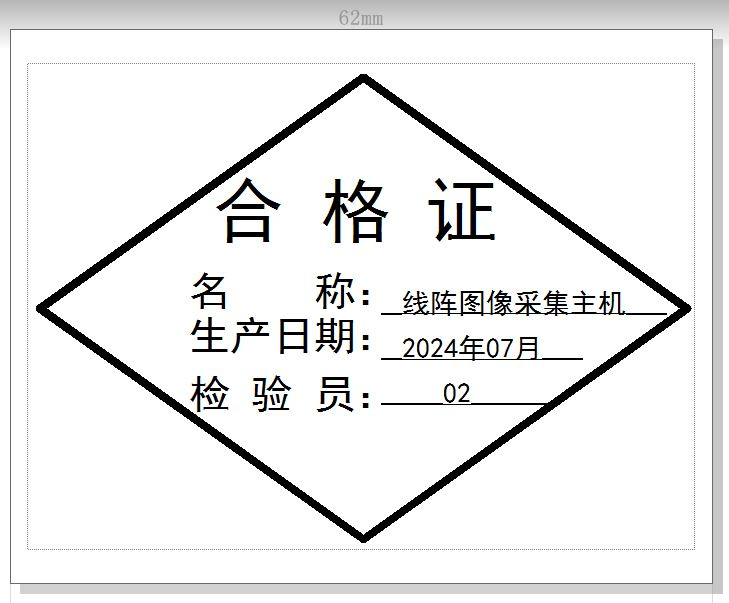 62mm
合 格 证
名 称：线阵图像采集主机
生产日期：2024年07月
检 验 员：02